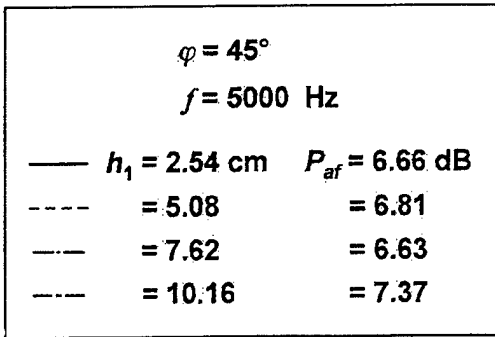 φ = 45°
f = 5000 Hz
h₁ = 2.54 cm P_af = 6.66 dB
= 5.08 = 6.81
= 7.62 = 6.63
= 10.16 = 7.37